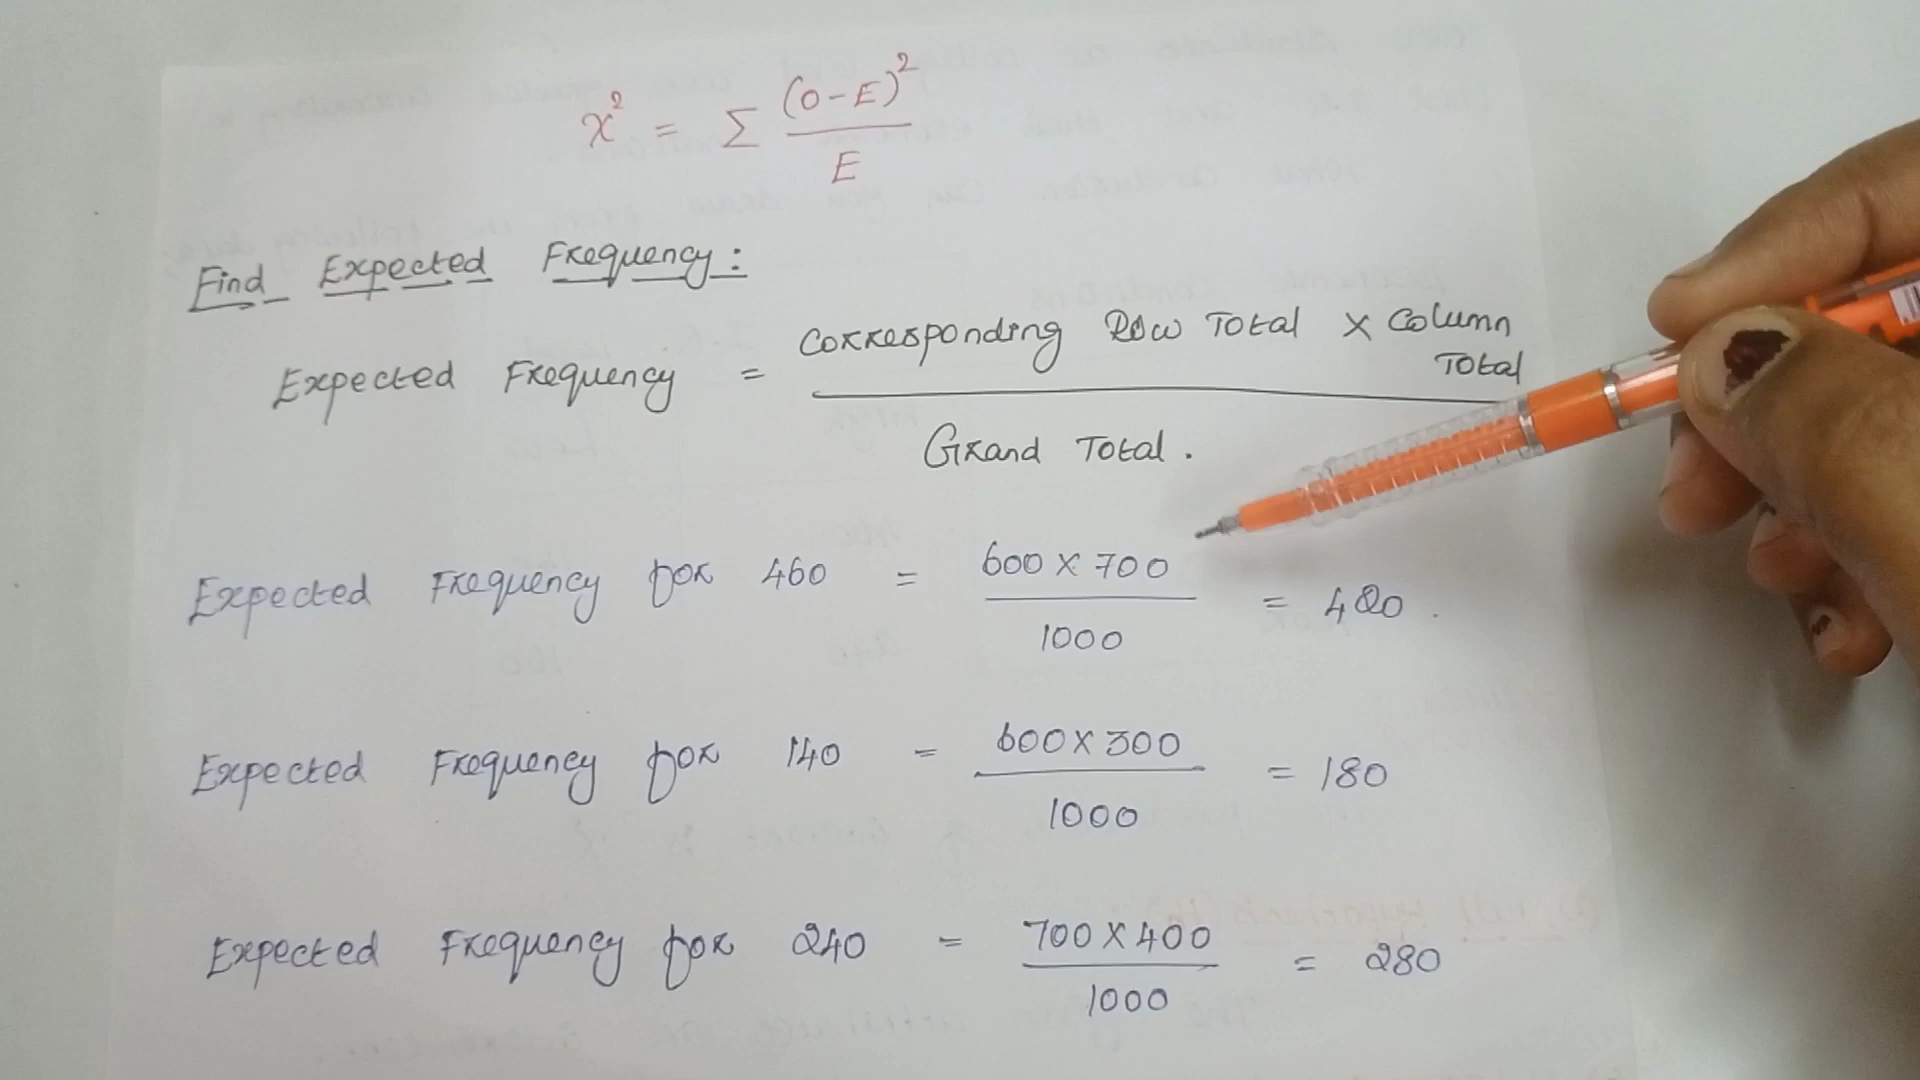 χ² = Σ (O-E)² / E
Find Expected Frequency :
Expected Frequency = Corresponding Row Total × Column Total / Grand Total .
Expected Frequency for 460 = 600 × 700 / 1000 = 420 .
Expected Frequency for 140 = 600 × 300 / 1000 = 180
Expected Frequency for 240 = 700 × 400 / 1000 = 280